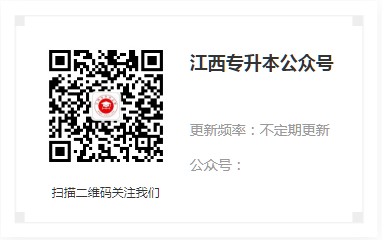 江西专升本公众号
更新频率：不定期更新
公众号：
扫描二维码关注我们